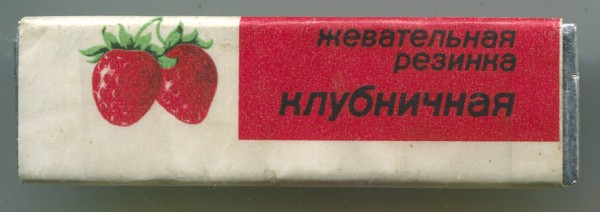 жевательная
резинка
клубничная